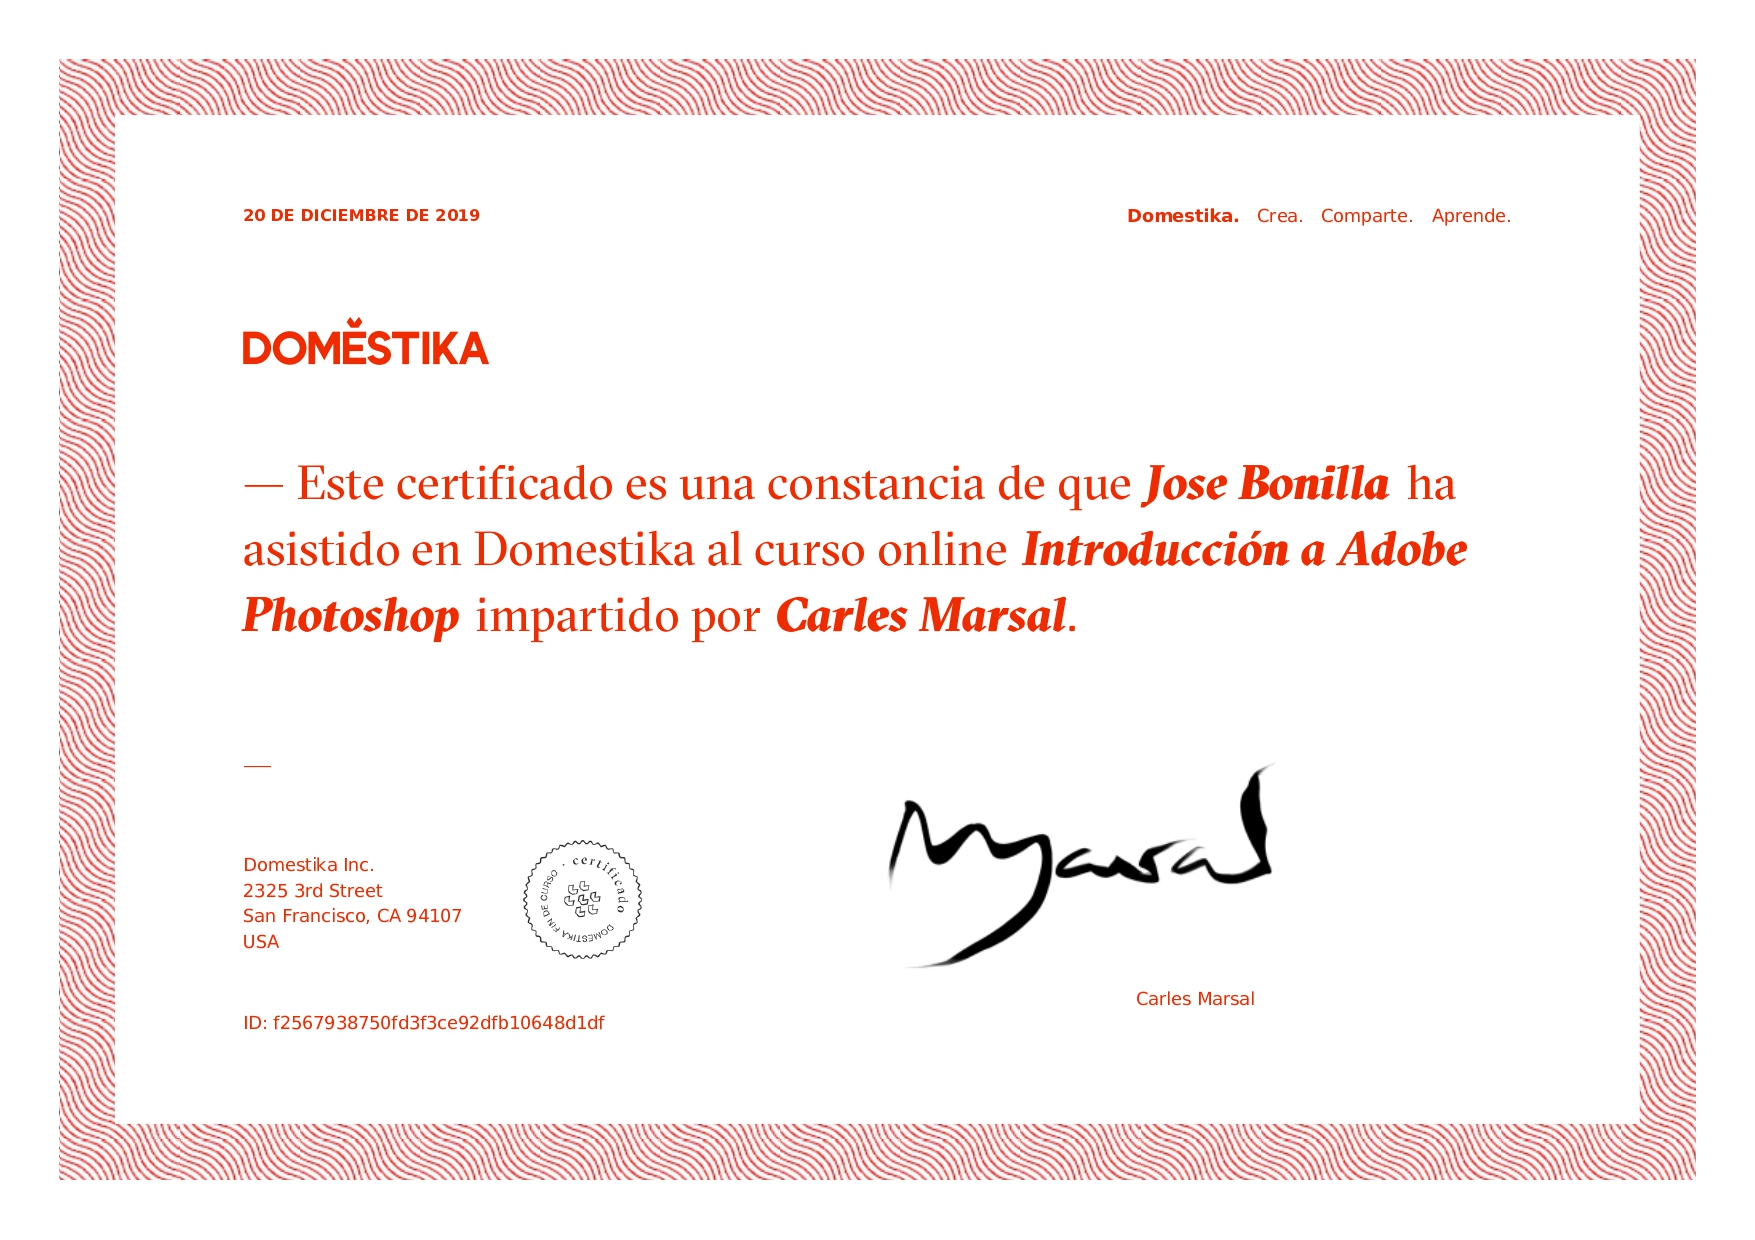 20 DE DICIEMBRE DE 2019
Domestika. Crea. Comparte. Aprende.
DOMĔSTIKA
— Este certificado es una constancia de que Jose Bonilla ha
asistido en Domestika al curso online Introducción a Adobe
Photoshop impartido por Carles Marsal.
—
Domestika Inc.
2325 3rd Street
San Francisco, CA 94107
USA
· certificado
DOMESTIKA FIN DE CURSO
Marsal
Carles Marsal
ID: f2567938750fd3f3ce92dfb10648d1df